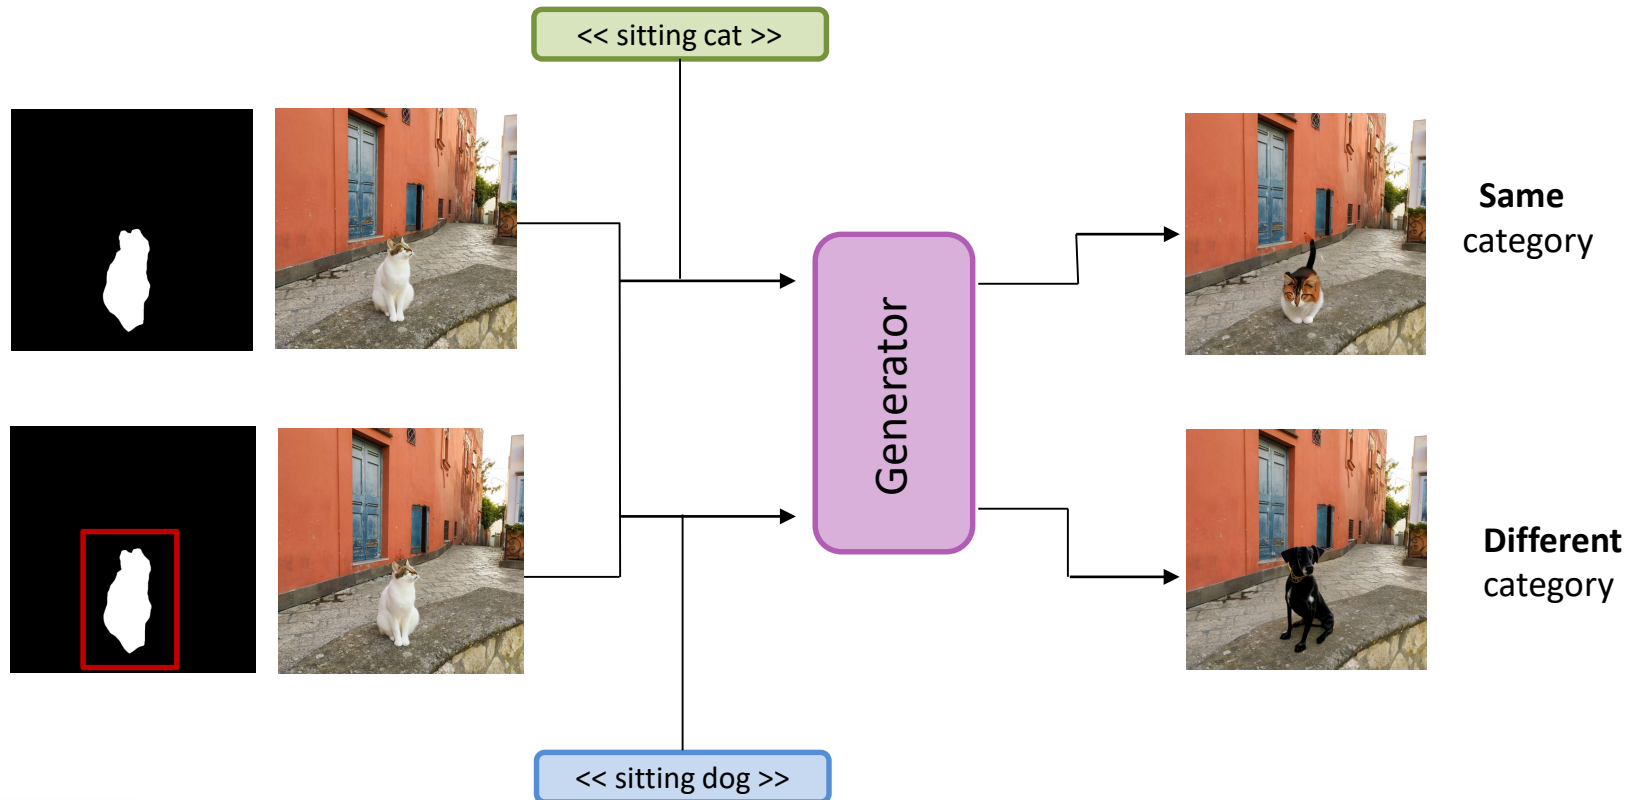 << sitting cat >>
Same
category
Generator
Different
category
<< sitting dog >>